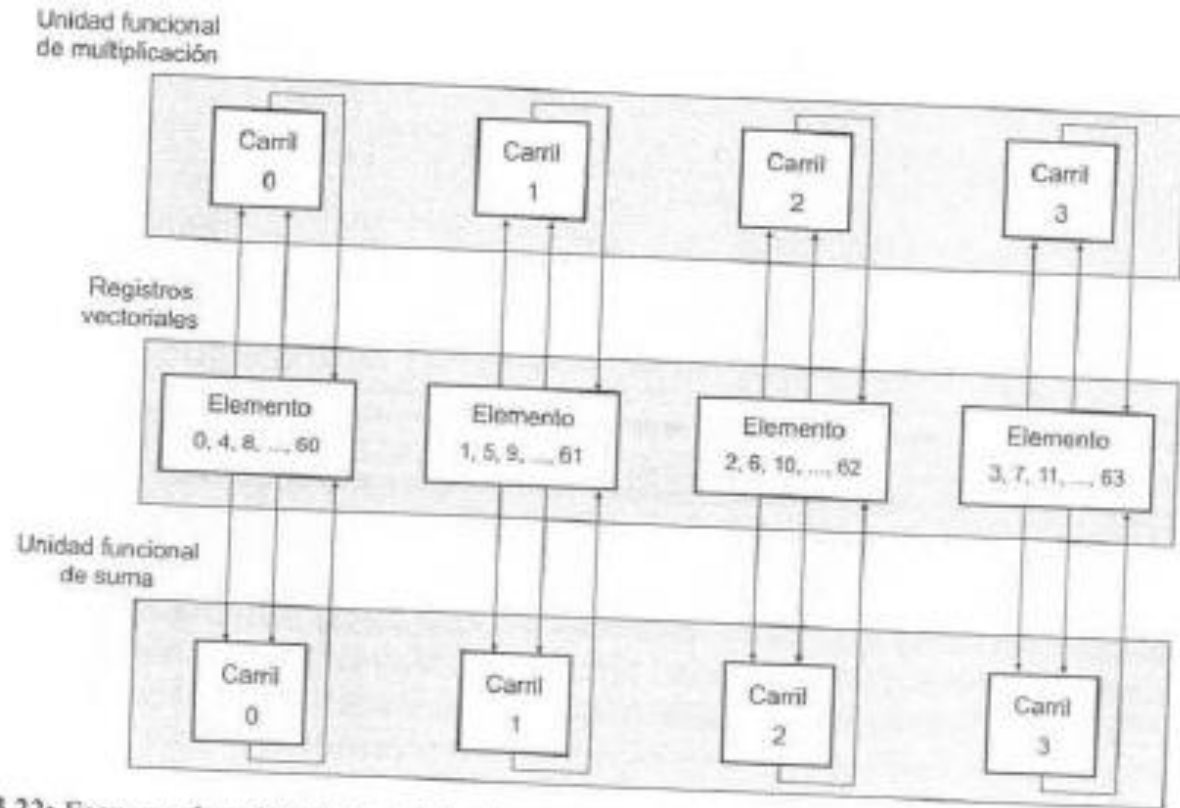 Unidad funcional
de multiplicación
Carril
0
Carril
1
Carril
2
Carril
3
Registros
vectoriales
Elemento
0, 4, 8, ..., 60
Elemento
1, 5, 9, ..., 61
Elemento
2, 6, 10, ..., 62
Elemento
3, 7, 11, ..., 63
Unidad funcional
de suma
Carril
0
Carril
1
Carril
2
Carril
3